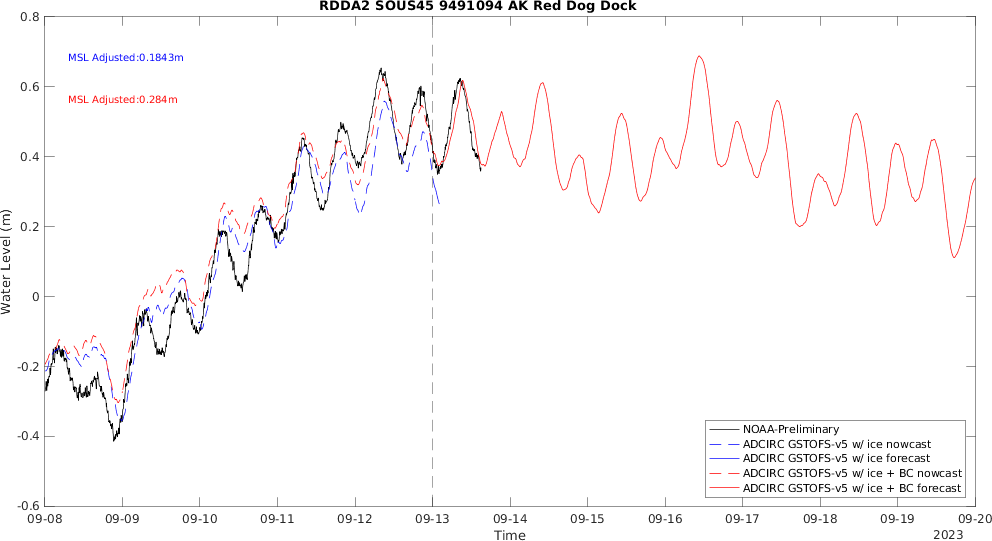 RDDA2 SOUS45 9491094 AK Red Dog Dock
MSL Adjusted:0.1843m
MSL Adjusted:0.284m
Water Level (m)
0.8
0.6
0.4
0.2
0
-0.2
-0.4
-0.6
NOAA-Preliminary
ADCIRC GSTOFS-v5 w/ ice nowcast
ADCIRC GSTOFS-v5 w/ ice forecast
ADCIRC GSTOFS-v5 w/ ice + BC nowcast
ADCIRC GSTOFS-v5 w/ ice + BC forecast
09-08 09-09 09-10 09-11 09-12 09-13 09-14 09-15 09-16 09-17 09-18 09-19 09-20
Time
2023